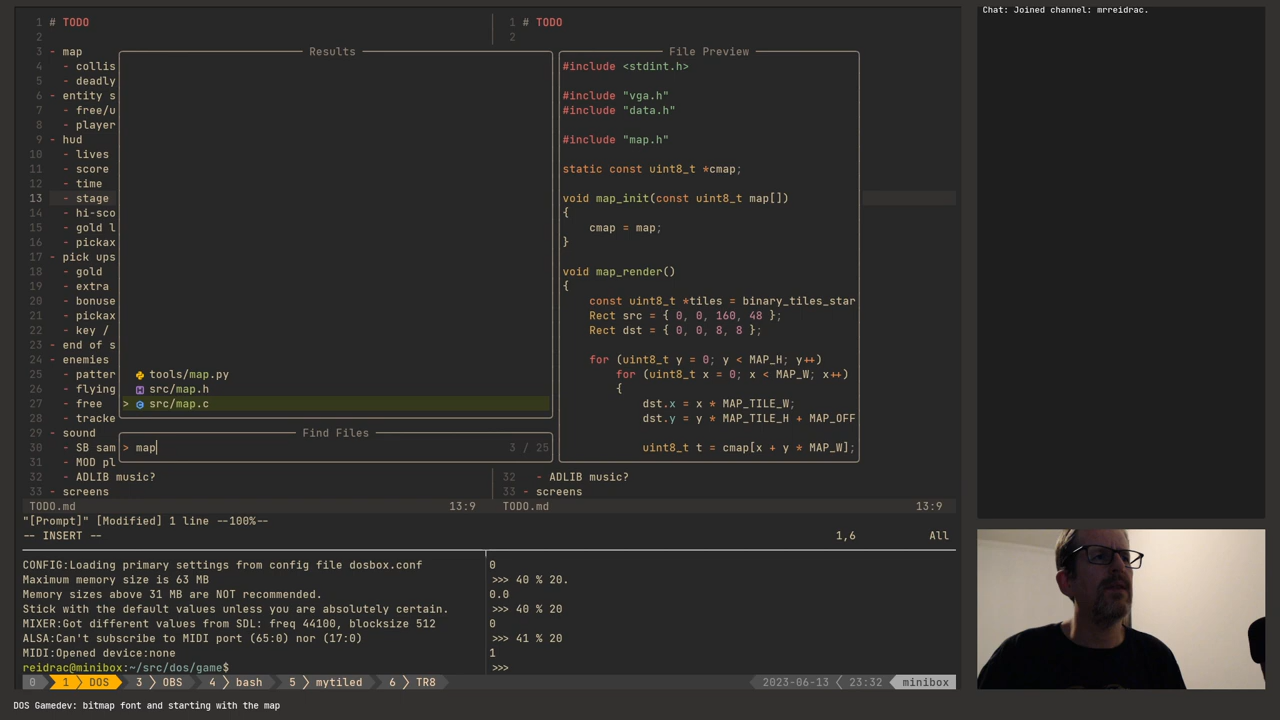 1 # TODO
2
3 - map
4 - collis
5 - deadly
6 - entity s
7 - free/u
8 - player
9 - hud
10 - lives
11 - score
12 - time
13 - stage
14 - hi-sco
15 - gold l
16 - pickax
17 - pick ups
18 - gold
19 - extra
20 - bonuse
21 - pickax
22 - key /
23 - end of s
24 - enemies
25 - patter
26 - flying
27 - free
28 - tracke
29 - sound
30 - SB sam
31 - MOD pl
32 - ADLIB music?
33 - screens
TODO.md 13:9
1 # TODO
2
32 - ADLIB music?
33 - screens
TODO.md 13:9
Results
tools/map.py
src/map.h
> src/map.c
Find Files
> map 3 / 25
File Preview
#include <stdint.h>
#include "vga.h"
#include "data.h"
#include "map.h"
static const uint8_t *cmap;
void map_init(const uint8_t map[])
{
cmap = map;
}
void map_render()
{
const uint8_t *tiles = binary_tiles_star
Rect src = { 0, 0, 160, 48 };
Rect dst = { 0, 0, 8, 8 };
for (uint8_t y = 0; y < MAP_H; y++)
for (uint8_t x = 0; x < MAP_W; x++)
{
dst.x = x * MAP_TILE_W;
dst.y = y * MAP_TILE_H + MAP_OFF
uint8_t t = cmap[x + y * MAP_W];
"[Prompt]" [Modified] 1 line --100%--
-- INSERT -- 1,6 All
CONFIG:Loading primary settings from config file dosbox.conf
Maximum memory size is 63 MB
Memory sizes above 31 MB are NOT recommended.
Stick with the default values unless you are absolutely certain.
MIXER:Got different values from SDL: freq 44100, blocksize 512
ALSA:Can't subscribe to MIDI port (65:0) nor (17:0)
MIDI:Opened device:none
reidrac@minibox:~/src/dos/game$
0
>>> 40 % 20.
0.0
>>> 40 % 20
0
>>> 41 % 20
1
>>>
0 1 DOS 3 OBS 4 bash 5 mytiled 6 TR8 2023-06-13 23:32 minibox
DOS Gamedev: bitmap font and starting with the map
Chat: Joined channel: mrreidrac.